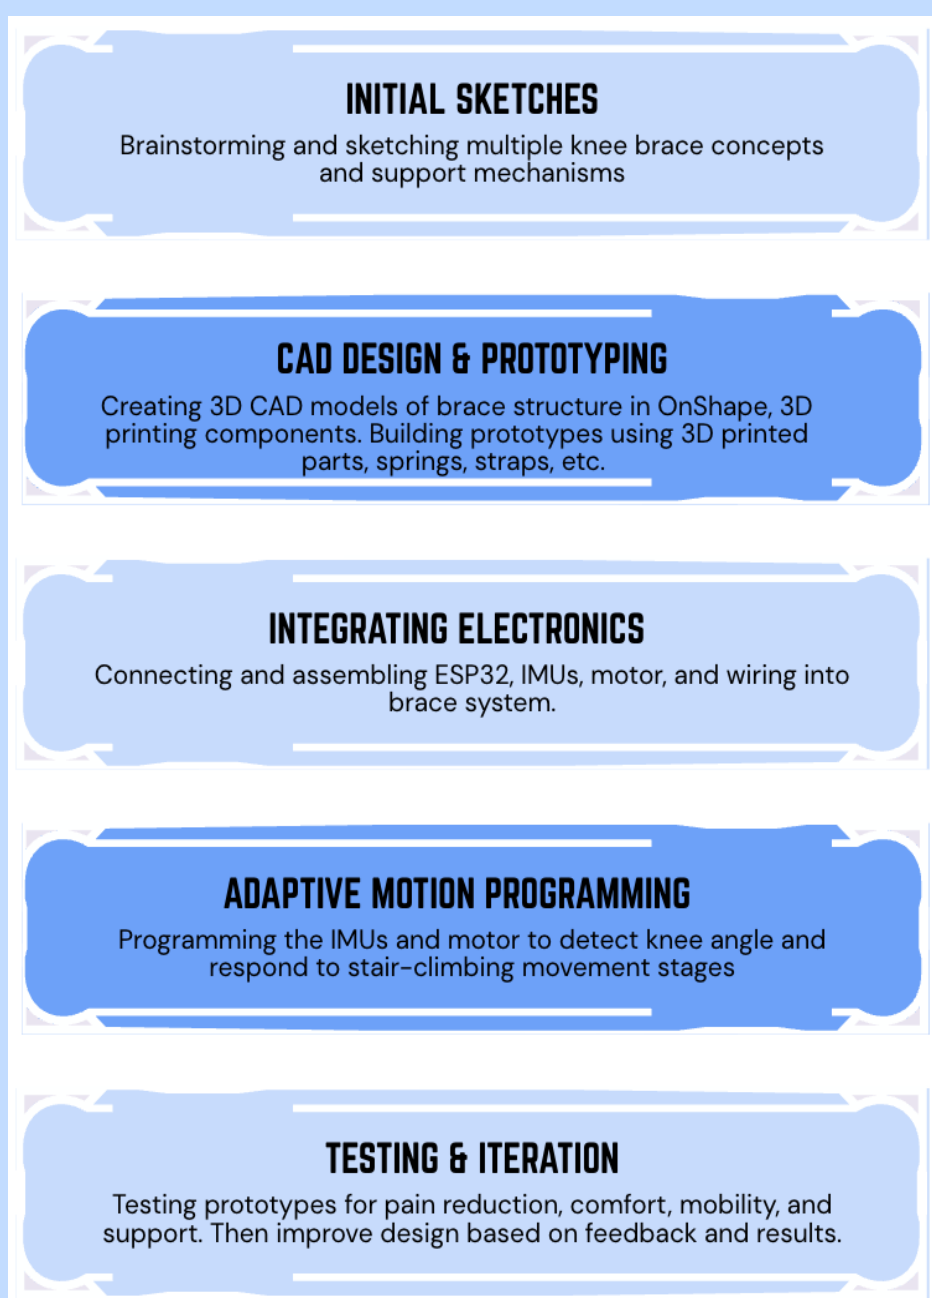 INITIAL SKETCHES
Brainstorming and sketching multiple knee brace concepts
and support mechanisms
CAD DESIGN & PROTOTYPING
Creating 3D CAD models of brace structure in OnShape, 3D
printing components. Building prototypes using 3D printed
parts, springs, straps, etc.
INTEGRATING ELECTRONICS
Connecting and assembling ESP32, IMUs, motor, and wiring into
brace system.
ADAPTIVE MOTION PROGRAMMING
Programming the IMUs and motor to detect knee angle and
respond to stair-climbing movement stages
TESTING & ITERATION
Testing prototypes for pain reduction, comfort, mobility, and
support. Then improve design based on feedback and results.